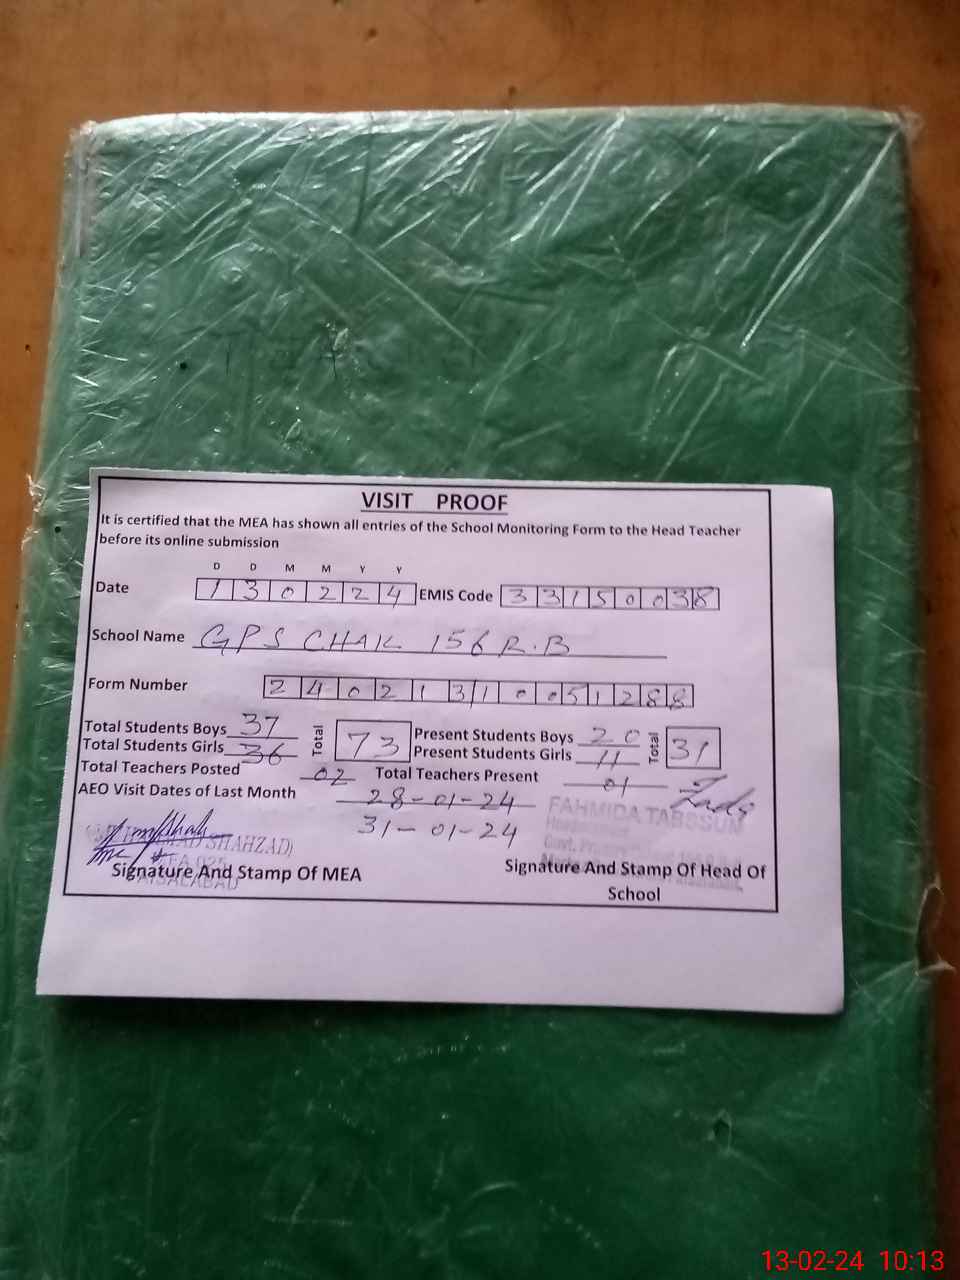 VISIT PROOF
It is certified that the MEA has shown all entries of the School Monitoring Form to the Head Teacher
before its online submission
D D M M Y Y
Date 1 3 0 2 2 4 EMIS Code 3 3 1 5 0 0 3 8
School Name GPS CHAK 156 R.B
Form Number 2 4 0 2 1 3 1 0 0 5 1 2 8 8
Total Students Boys 37 Total 73 Present Students Boys 20 Total 31
Total Students Girls 36 Present Students Girls 11
Total Teachers Posted 02 Total Teachers Present 01
AEO Visit Dates of Last Month 28-01-24
31-01-24
FAHMIDA TABSSUM
SHAHZAD)
FAISALABAD
Signature And Stamp Of MEA
Signature And Stamp Of Head Of
School
13-02-24 10:13